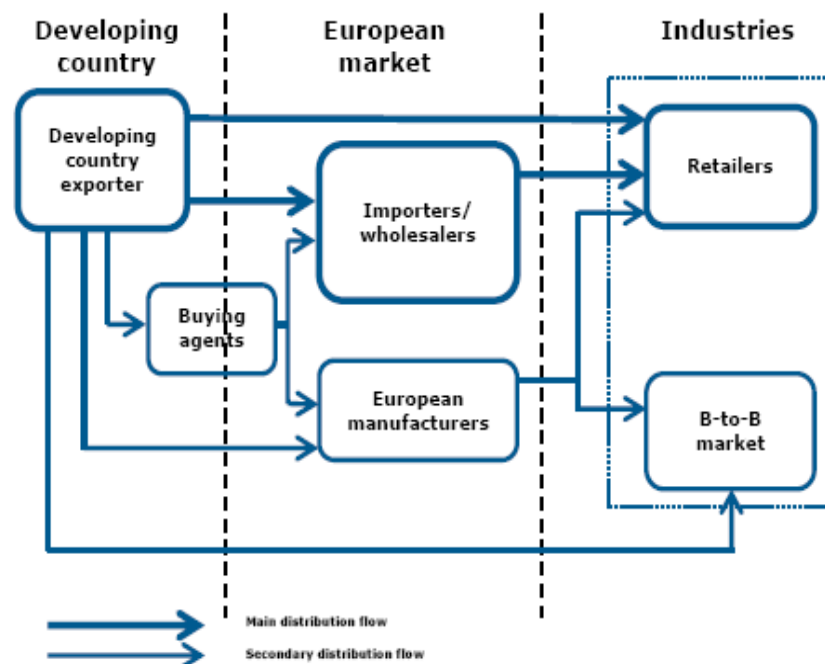 Developing
country
European
market
Industries
Developing
country
exporter
Retailers
Importers/
wholesalers
Buying
agents
European
manufacturers
B-to-B
market
Main distribution flow
Secondary distribution flow